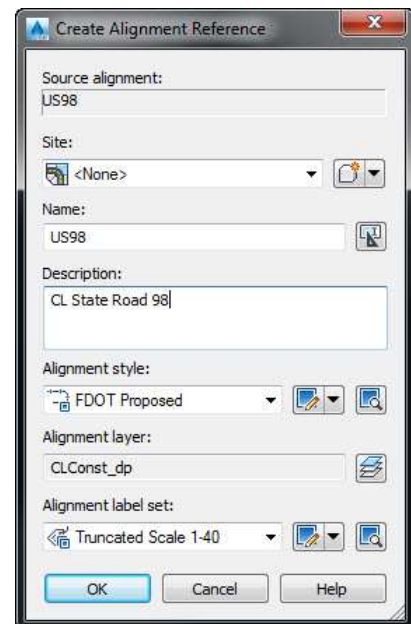 Create Alignment Reference
Source alignment:
US98
Site:
<None>
Name:
US98
Description:
CL State Road 98
Alignment style:
FDOT Proposed
Alignment layer:
CLConst_dp
Alignment label set:
Truncated Scale 1-40
OK Cancel Help